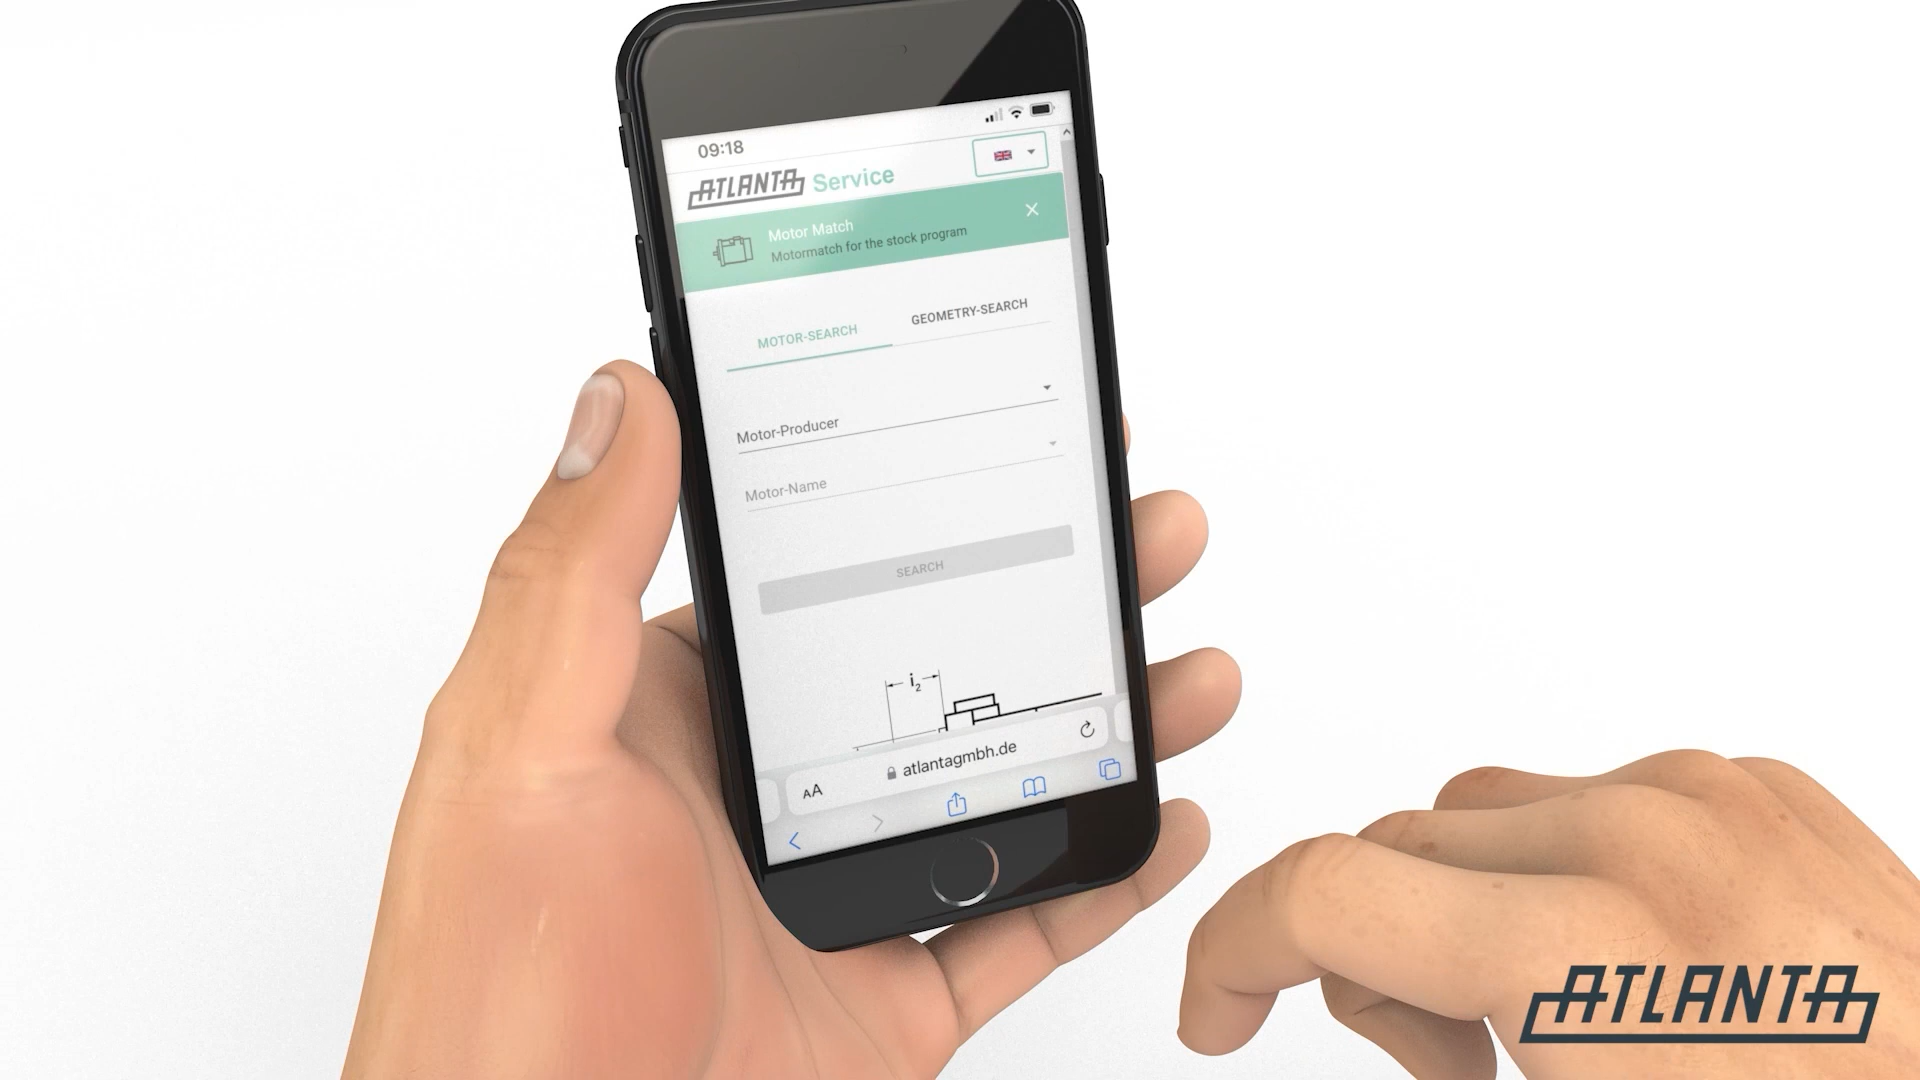 09:18
ATLANTA Service
Motor Match
Motormatch for the stock program
MOTOR-SEARCH
GEOMETRY-SEARCH
Motor-Producer
Motor-Name
SEARCH
i2
AA
atlantagmbh.de
ATLANTA